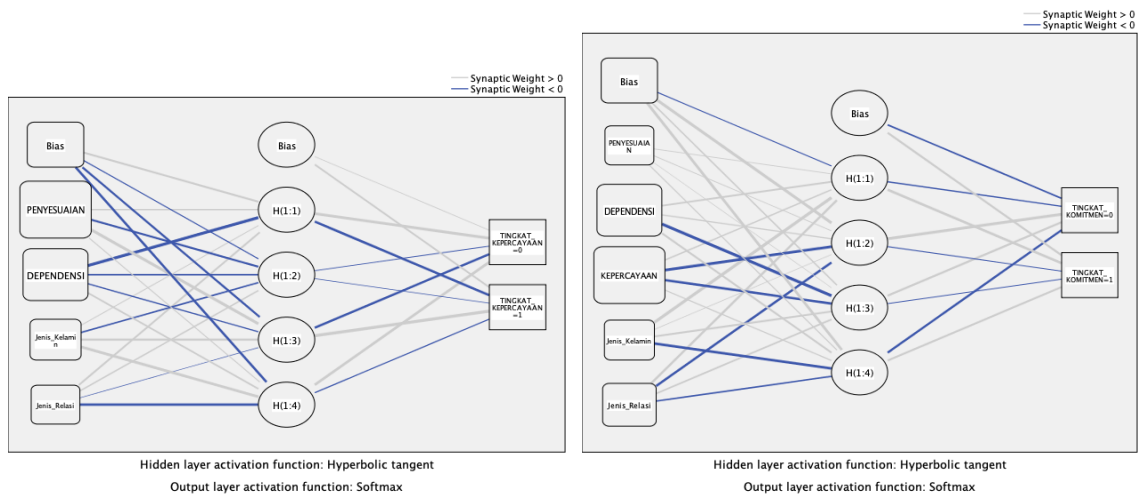 Synaptic Weight > 0
Synaptic Weight < 0
Bias
PENYESUAIAN
DEPENDENSI
Jenis_Kelami
n
Jenis_Relasi
Bias
H(1:1)
H(1:2)
H(1:3)
H(1:4)
TINGKAT_
KEPERCAYAAN
=0
TINGKAT_
KEPERCAYAAN
=1
Hidden layer activation function: Hyperbolic tangent
Output layer activation function: Softmax
Synaptic Weight > 0
Synaptic Weight < 0
Bias
PENYESUAIA
N
DEPENDENSI
KEPERCAYAAN
Jenis_Kelamin
Jenis_Relasi
Bias
H(1:1)
H(1:2)
H(1:3)
H(1:4)
TINGKAT_
KOMITMEN=0
TINGKAT_
KOMITMEN=1
Hidden layer activation function: Hyperbolic tangent
Output layer activation function: Softmax